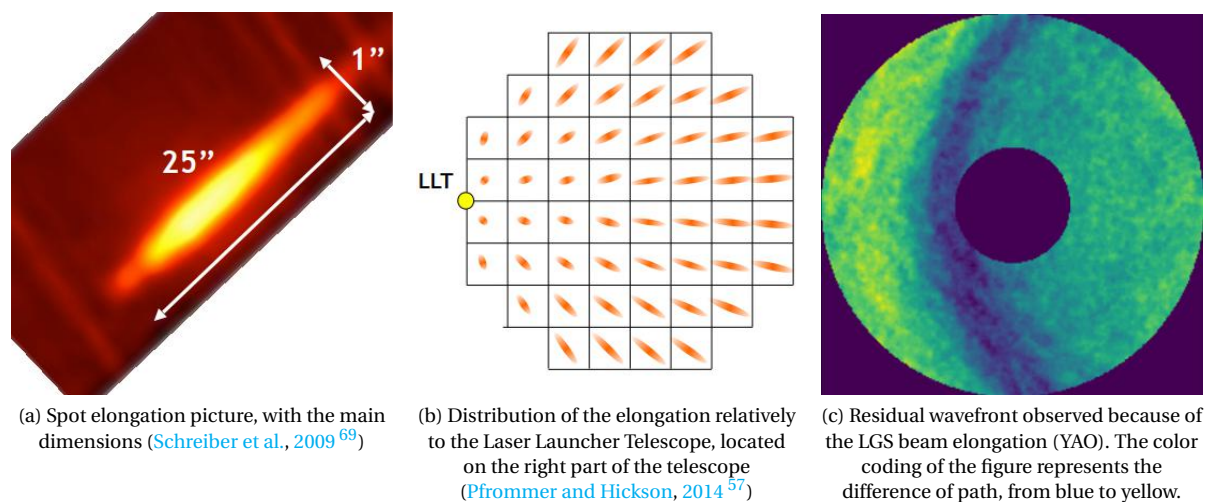 1”
25”
LLT
(a) Spot elongation picture, with the main
dimensions (Schreiber et al., 2009 69)
(b) Distribution of the elongation relatively
to the Laser Launcher Telescope, located
on the right part of the telescope
(Pfrommer and Hickson, 2014 57)
(c) Residual wavefront observed because of
the LGS beam elongation (YAO). The color
coding of the figure represents the
difference of path, from blue to yellow.